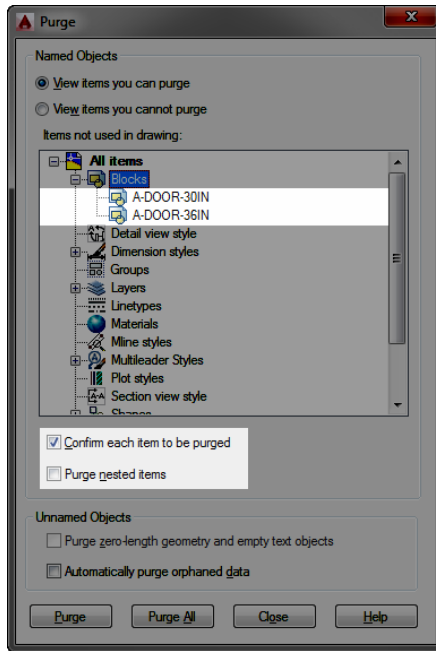 Purge
Named Objects
View items you can purge
View items you cannot purge
Items not used in drawing:
All items
Blocks
A-DOOR-30IN
A-DOOR-36IN
Detail view style
Dimension styles
Groups
Layers
Linetypes
Materials
Mline styles
Multileader Styles
Plot styles
Section view style
Shapes
Confirm each item to be purged
Purge nested items
Unnamed Objects
Purge zero-length geometry and empty text objects
Automatically purge orphaned data
Purge Purge All Close Help